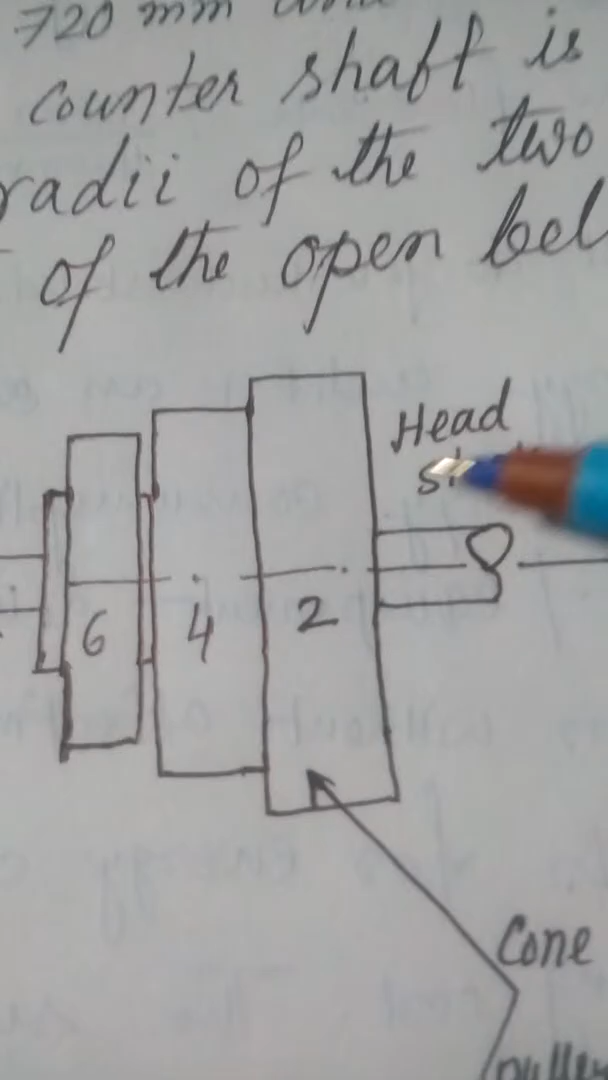 720 mm
counter shaft is
radii of the two
of the open bel
Head
6
4
2
Cone